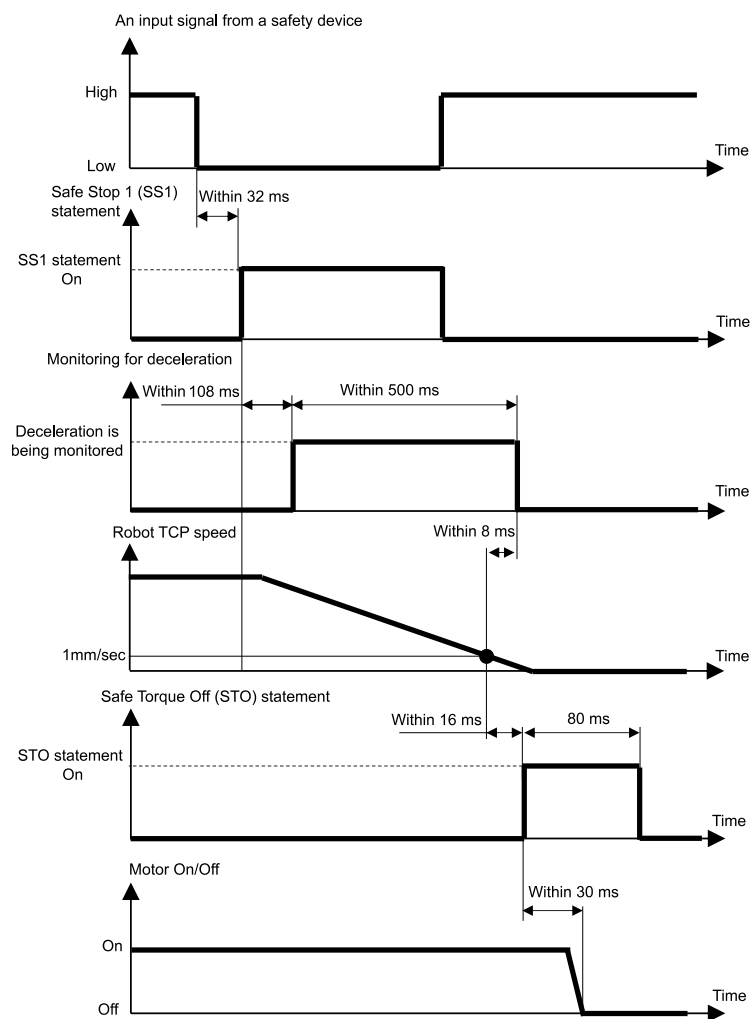 An input signal from a safety device
High
Low
Time
Safe Stop 1 (SS1)
statement
Within 32 ms
SS1 statement
On
Time
Monitoring for deceleration
Within 108 ms
Within 500 ms
Deceleration is
being monitored
Time
Robot TCP speed
Within 8 ms
1mm/sec
Time
Safe Torque Off (STO) statement
Within 16 ms
80 ms
STO statement
On
Time
Motor On/Off
Within 30 ms
On
Off
Time